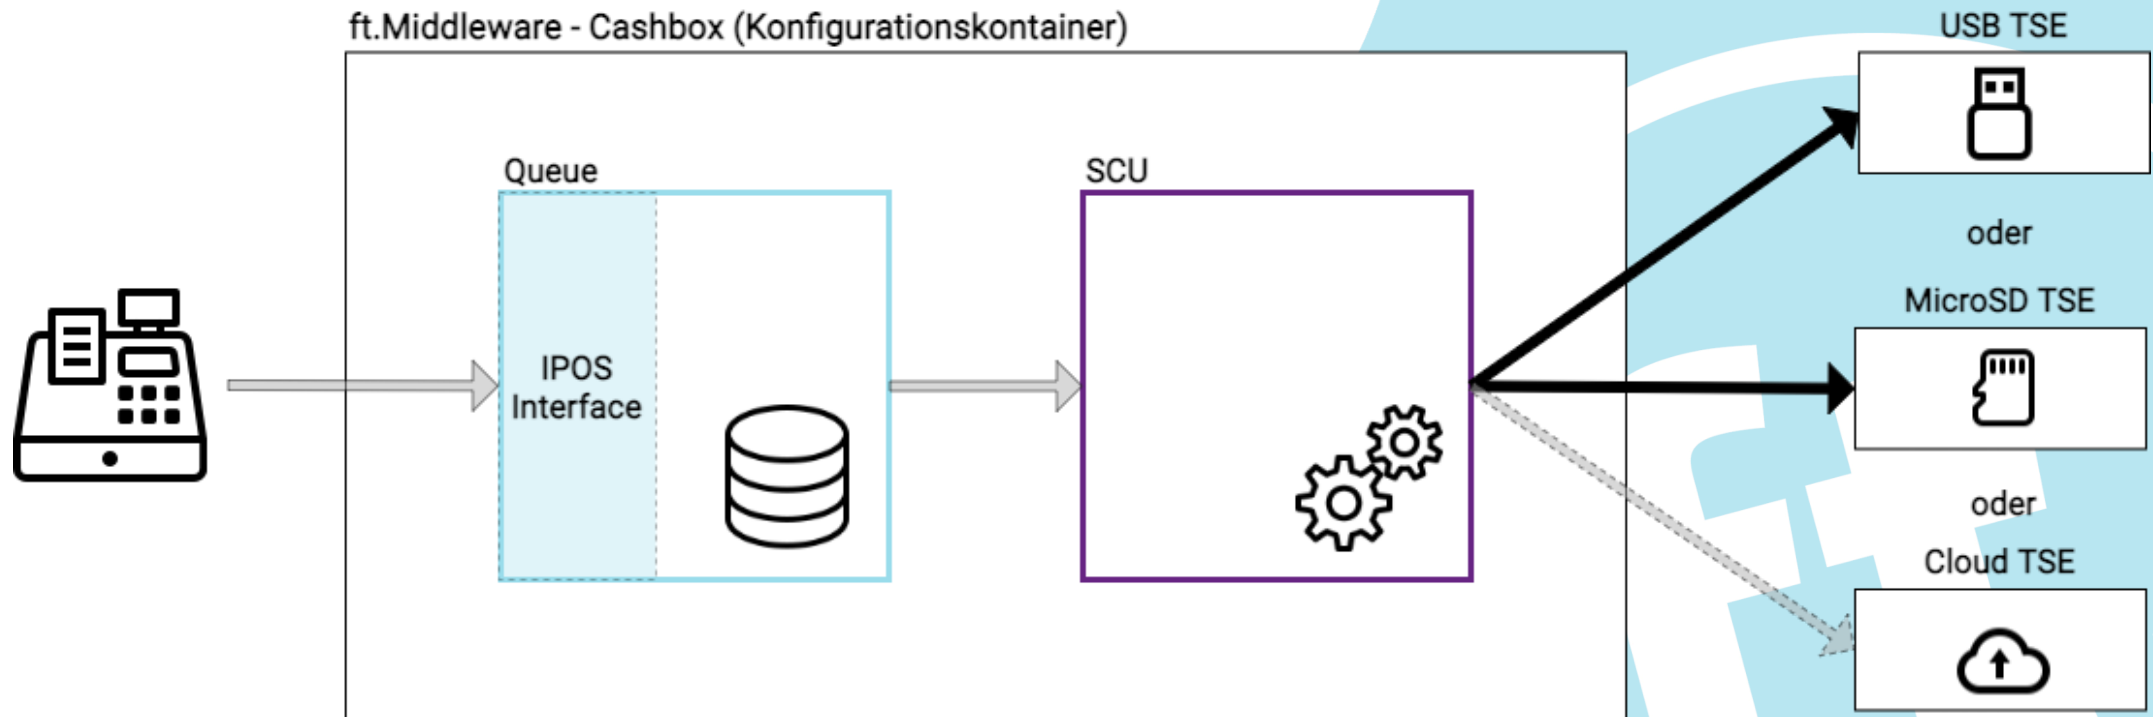 ft.Middleware - Cashbox (Konfigurationskontainer)
USB TSE
Queue
SCU
oder
MicroSD TSE
IPOS
Interface
oder
Cloud TSE